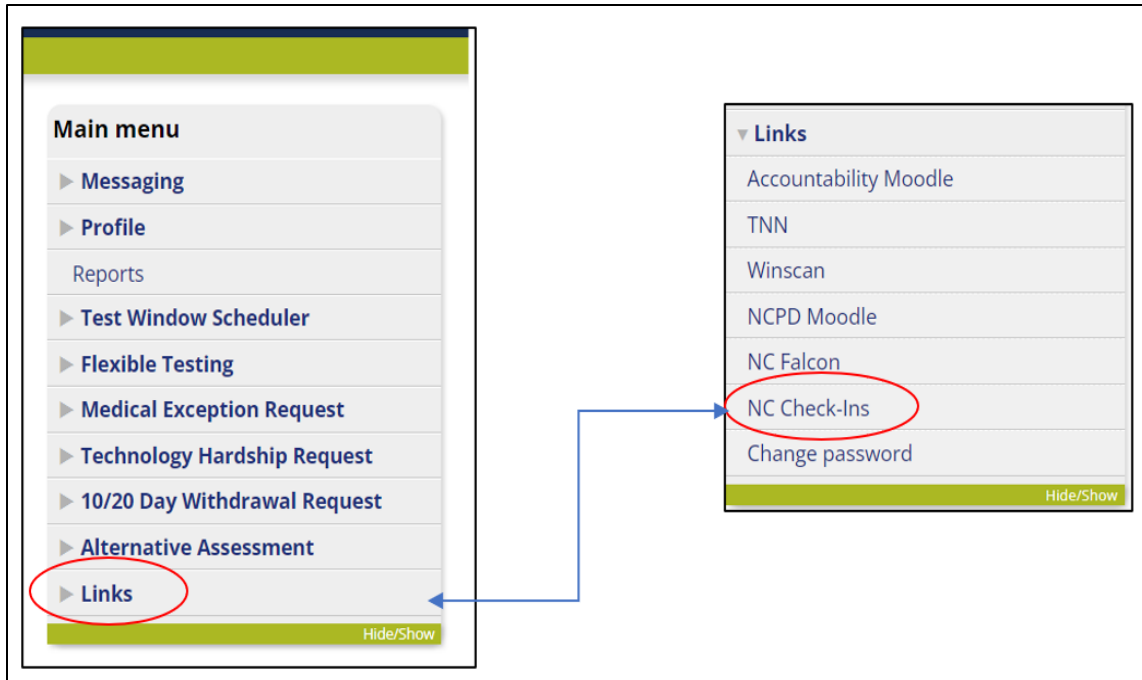 Main menu
Messaging
Profile
Reports
Test Window Scheduler
Flexible Testing
Medical Exception Request
Technology Hardship Request
10/20 Day Withdrawal Request
Alternative Assessment
Links
Hide/Show
Links
Accountability Moodle
TNN
Winscan
NCPD Moodle
NC Falcon
NC Check-Ins
Change password
Hide/Show